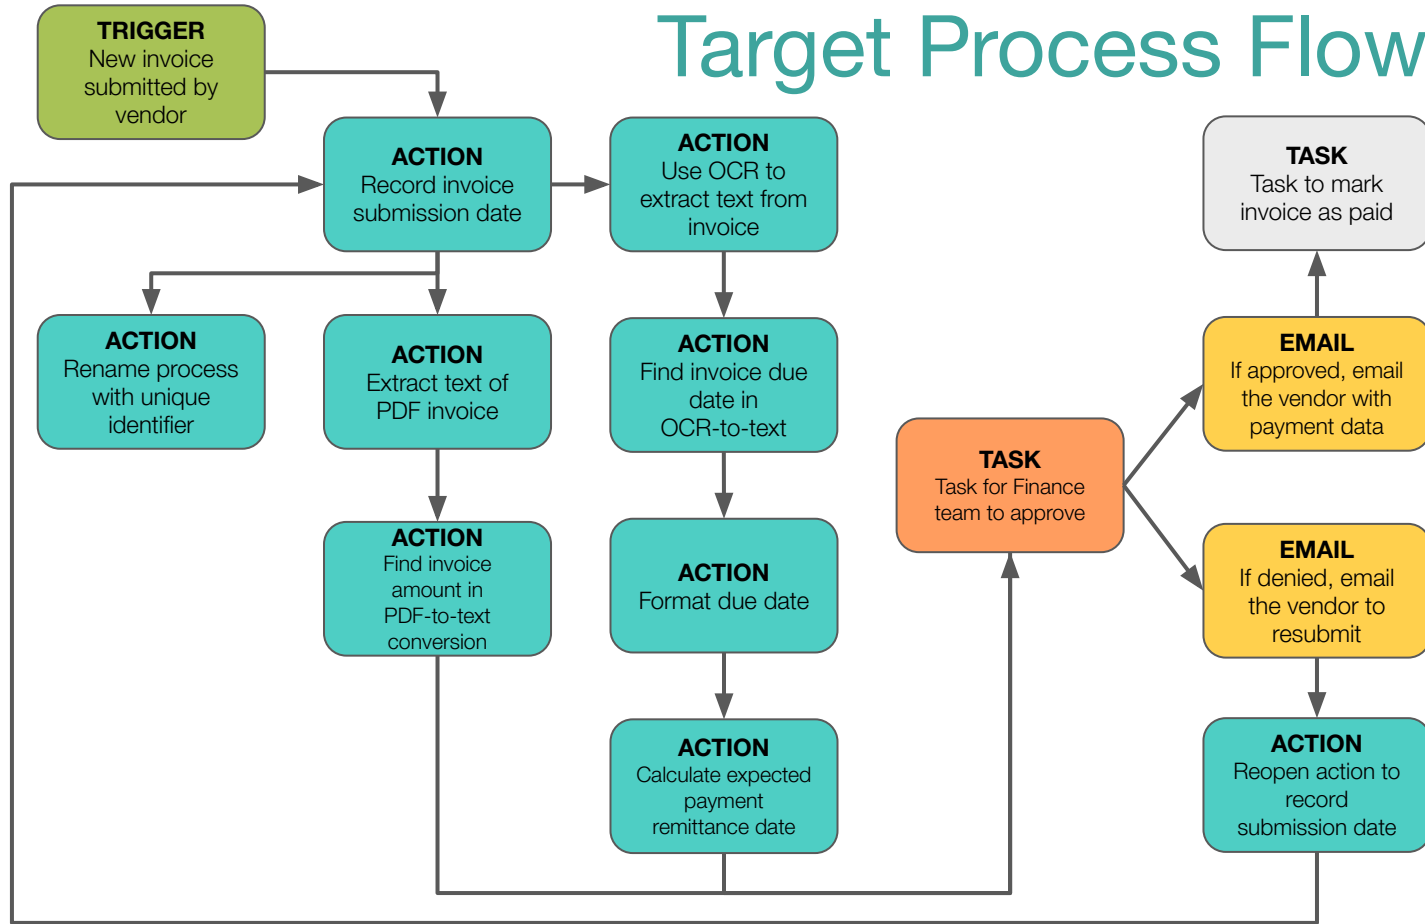 Target Process Flow
TRIGGER
New invoice
submitted by
vendor
ACTION
Record invoice
submission date
ACTION
Use OCR to
extract text from
invoice
TASK
Task to mark
invoice as paid
ACTION
Rename process
with unique
identifier
ACTION
Extract text of
PDF invoice
ACTION
Find invoice due
date in
OCR-to-text
EMAIL
If approved, email
the vendor with
payment data
TASK
Task for Finance
team to approve
ACTION
Find invoice
amount in
PDF-to-text
conversion
ACTION
Format due date
EMAIL
If denied, email
the vendor to
resubmit
ACTION
Calculate expected
payment
remittance date
ACTION
Reopen action to
record
submission date